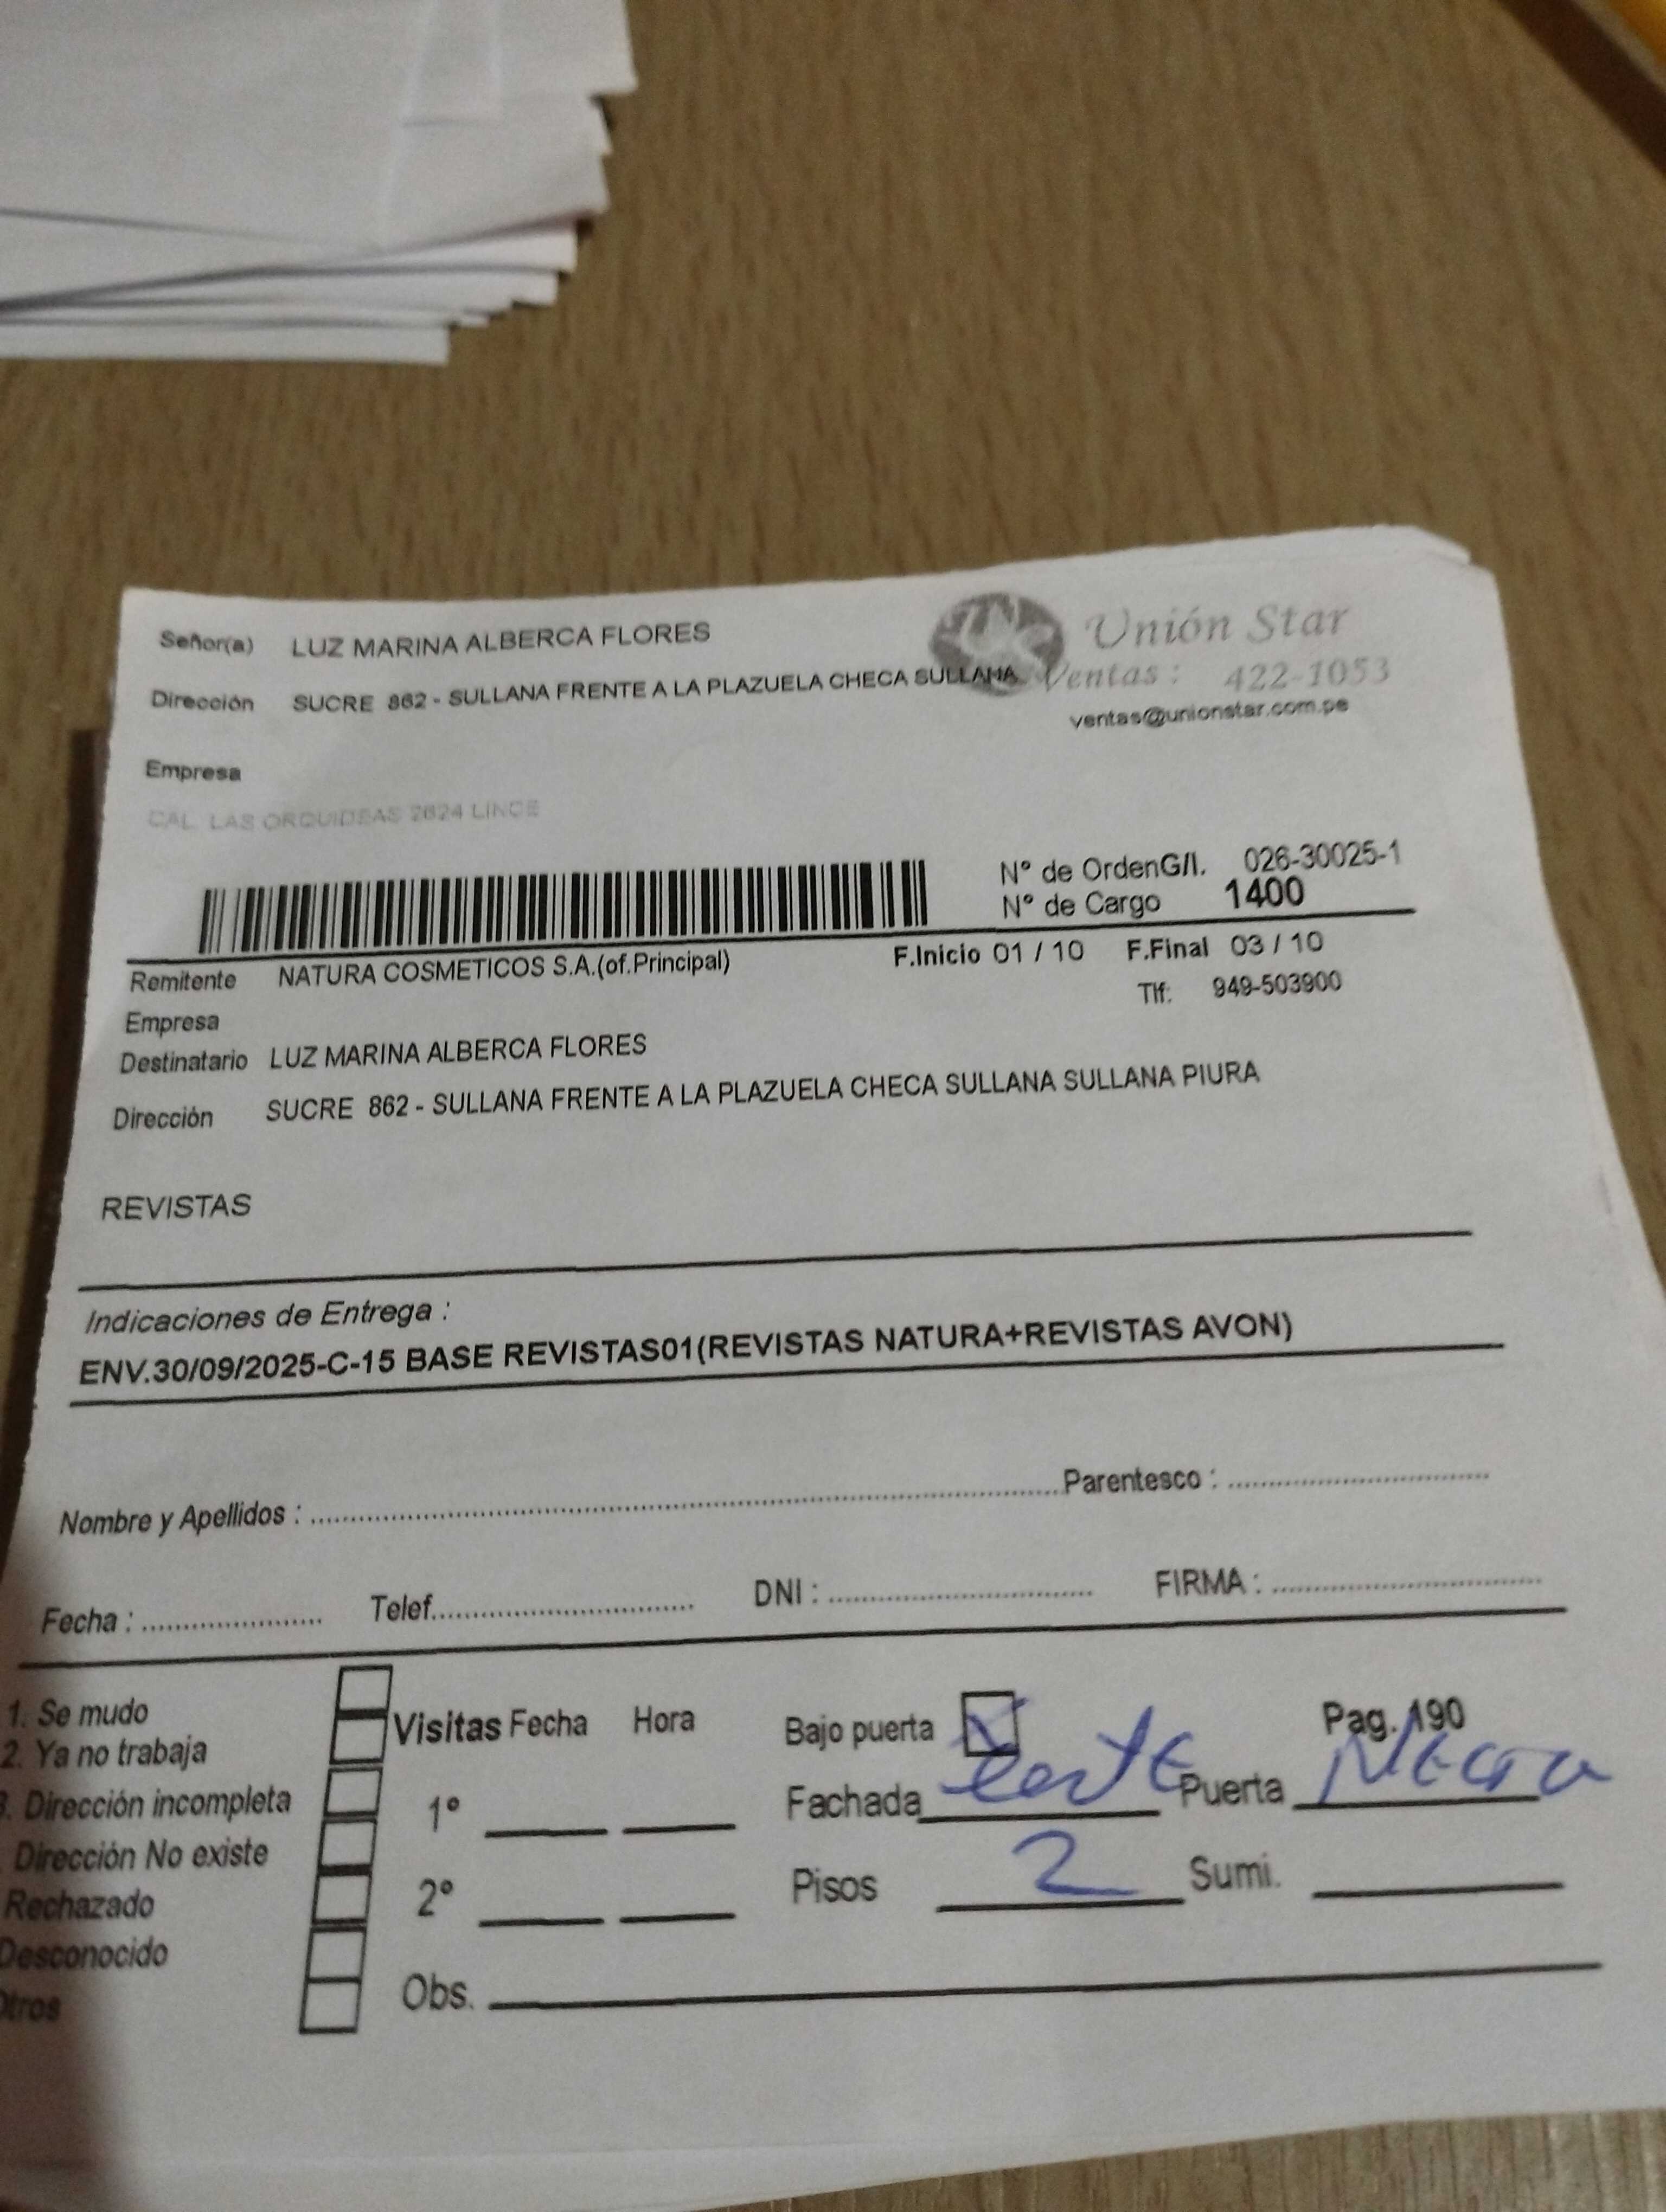 Señor(a) LUZ MARINA ALBERCA FLORES
Unión Star
Dirección SUCRE 862 - SULLANA FRENTE A LA PLAZUELA CHECA SULLANA
Ventas : 422-1053
ventas@unionstar.com.pe
Empresa
CAL. LAS ORQUIDEAS 2624 LINCE
N° de OrdenG/I. 026-30025-1
N° de Cargo 1400
Remitente NATURA COSMETICOS S.A.(of.Principal) F.Inicio 01 / 10 F.Final 03 / 10
Tlf: 949-503900
Empresa
Destinatario LUZ MARINA ALBERCA FLORES
Dirección SUCRE 862 - SULLANA FRENTE A LA PLAZUELA CHECA SULLANA SULLANA PIURA
REVISTAS
Indicaciones de Entrega :
ENV.30/09/2025-C-15 BASE REVISTAS01(REVISTAS NATURA+REVISTAS AVON)
Nombre y Apellidos : Parentesco :
Fecha : Telef. DNI : FIRMA :
1. Se mudo
2. Ya no trabaja
3. Dirección incompleta
Dirección No existe
Rechazado
Desconocido
Otros
Visitas Fecha Hora
1°
2°
Obs.
Bajo puerta Pag. 190
Fachada Puerta Negra
Pisos 2 Sumi.